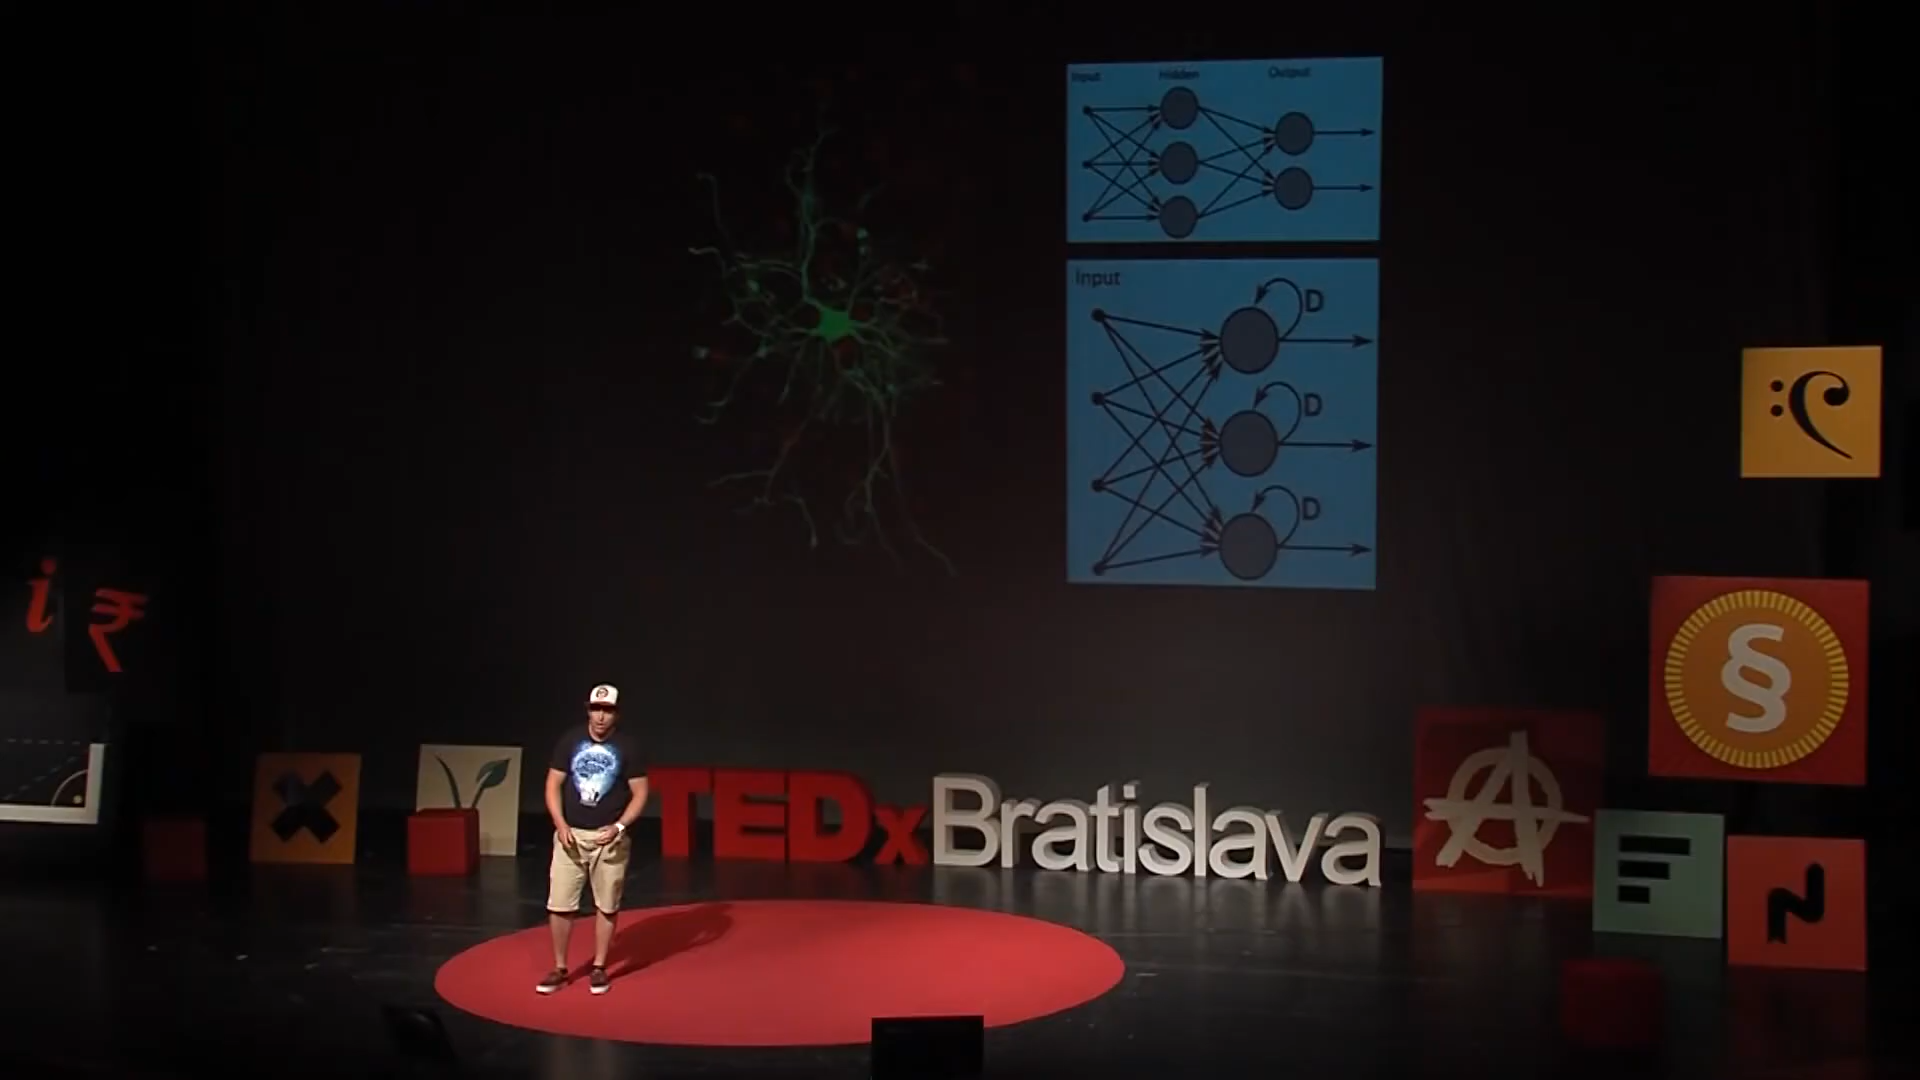 Input Hidden Output
Input
D
D
D
i ₹
§
TEDxBratislava